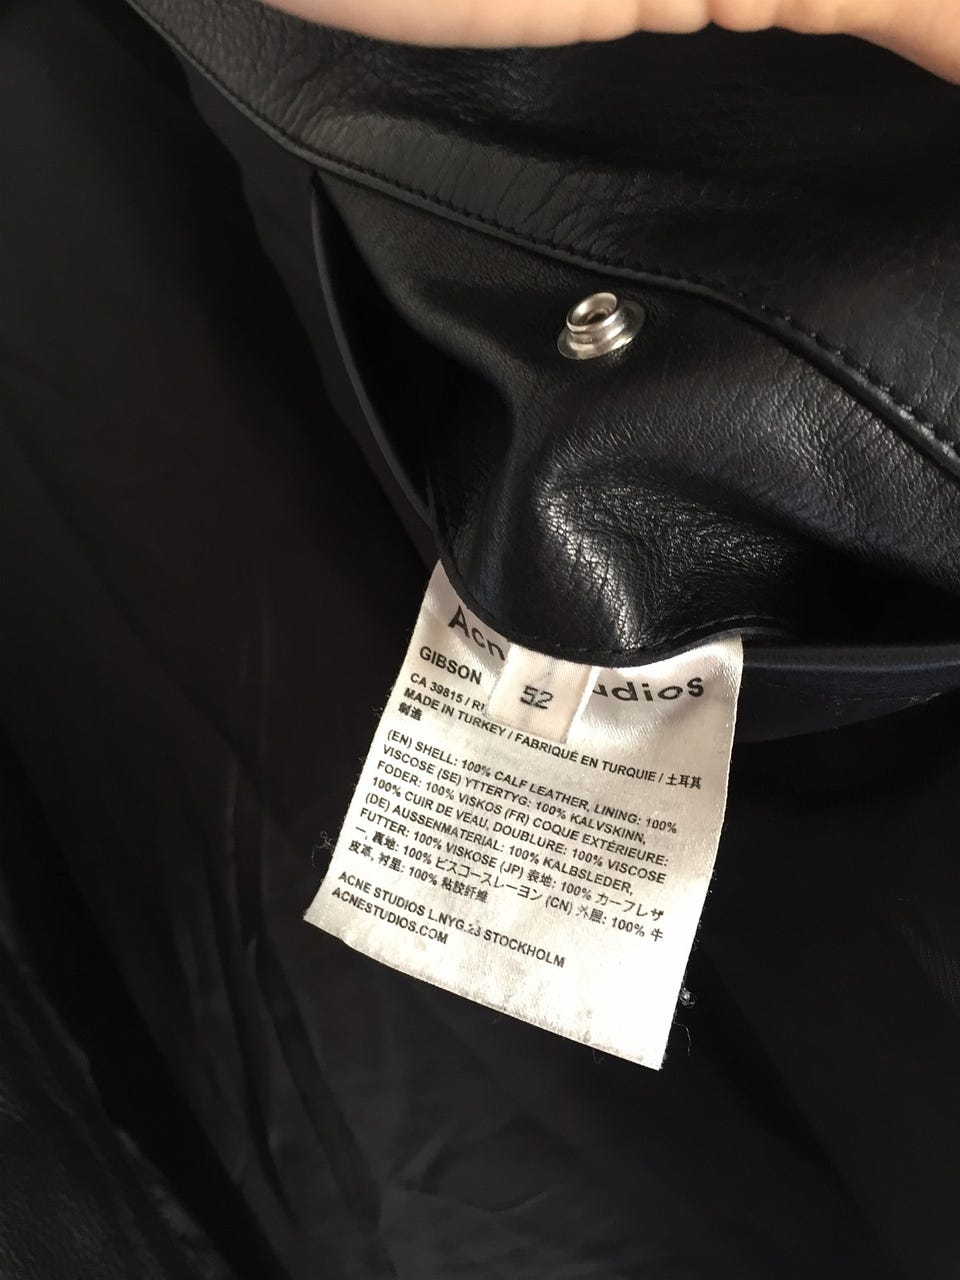 Acn udios
52
GIBSON
CA 39815 / RI
MADE IN TURKEY / FABRIQUÉ EN TURQUIE / 土耳其
制造
(EN) SHELL: 100% CALF LEATHER, LINING: 100%
VISCOSE (SE) YTTERTYG: 100% KALVSKINN,
FODER: 100% VISKOS (FR) COQUE EXTÉRIEURE:
100% CUIR DE VEAU, DOUBLURE: 100% VISCOSE
(DE) AUSSENMATERIAL: 100% KALBSLEDER,
FUTTER: 100% VISKOSE (JP) 表地: 100% カーフレザ
ー, 裏地: 100% ビスコースレーヨン (CN) 外层: 100% 牛
皮革, 衬里: 100% 粘胶纤维
ACNE STUDIOS L.NYG.23 STOCKHOLM
ACNESTUDIOS.COM